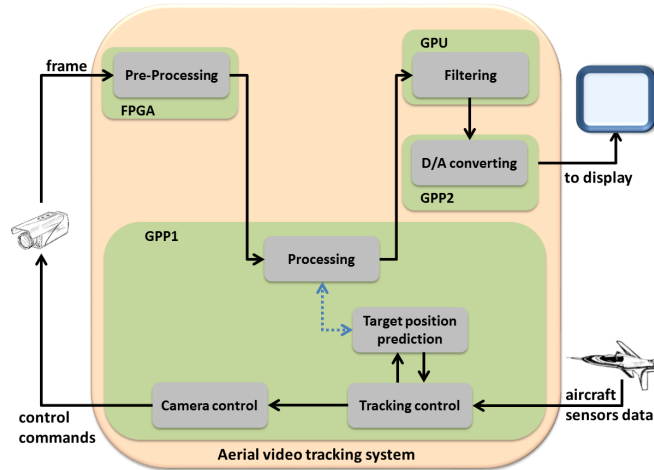 frame
Pre-Processing
FPGA
GPU
Filtering
D/A converting
GPP2
to display
GPP1
Processing
Target position
prediction
Camera control
Tracking control
control
commands
aircraft
sensors data
Aerial video tracking system